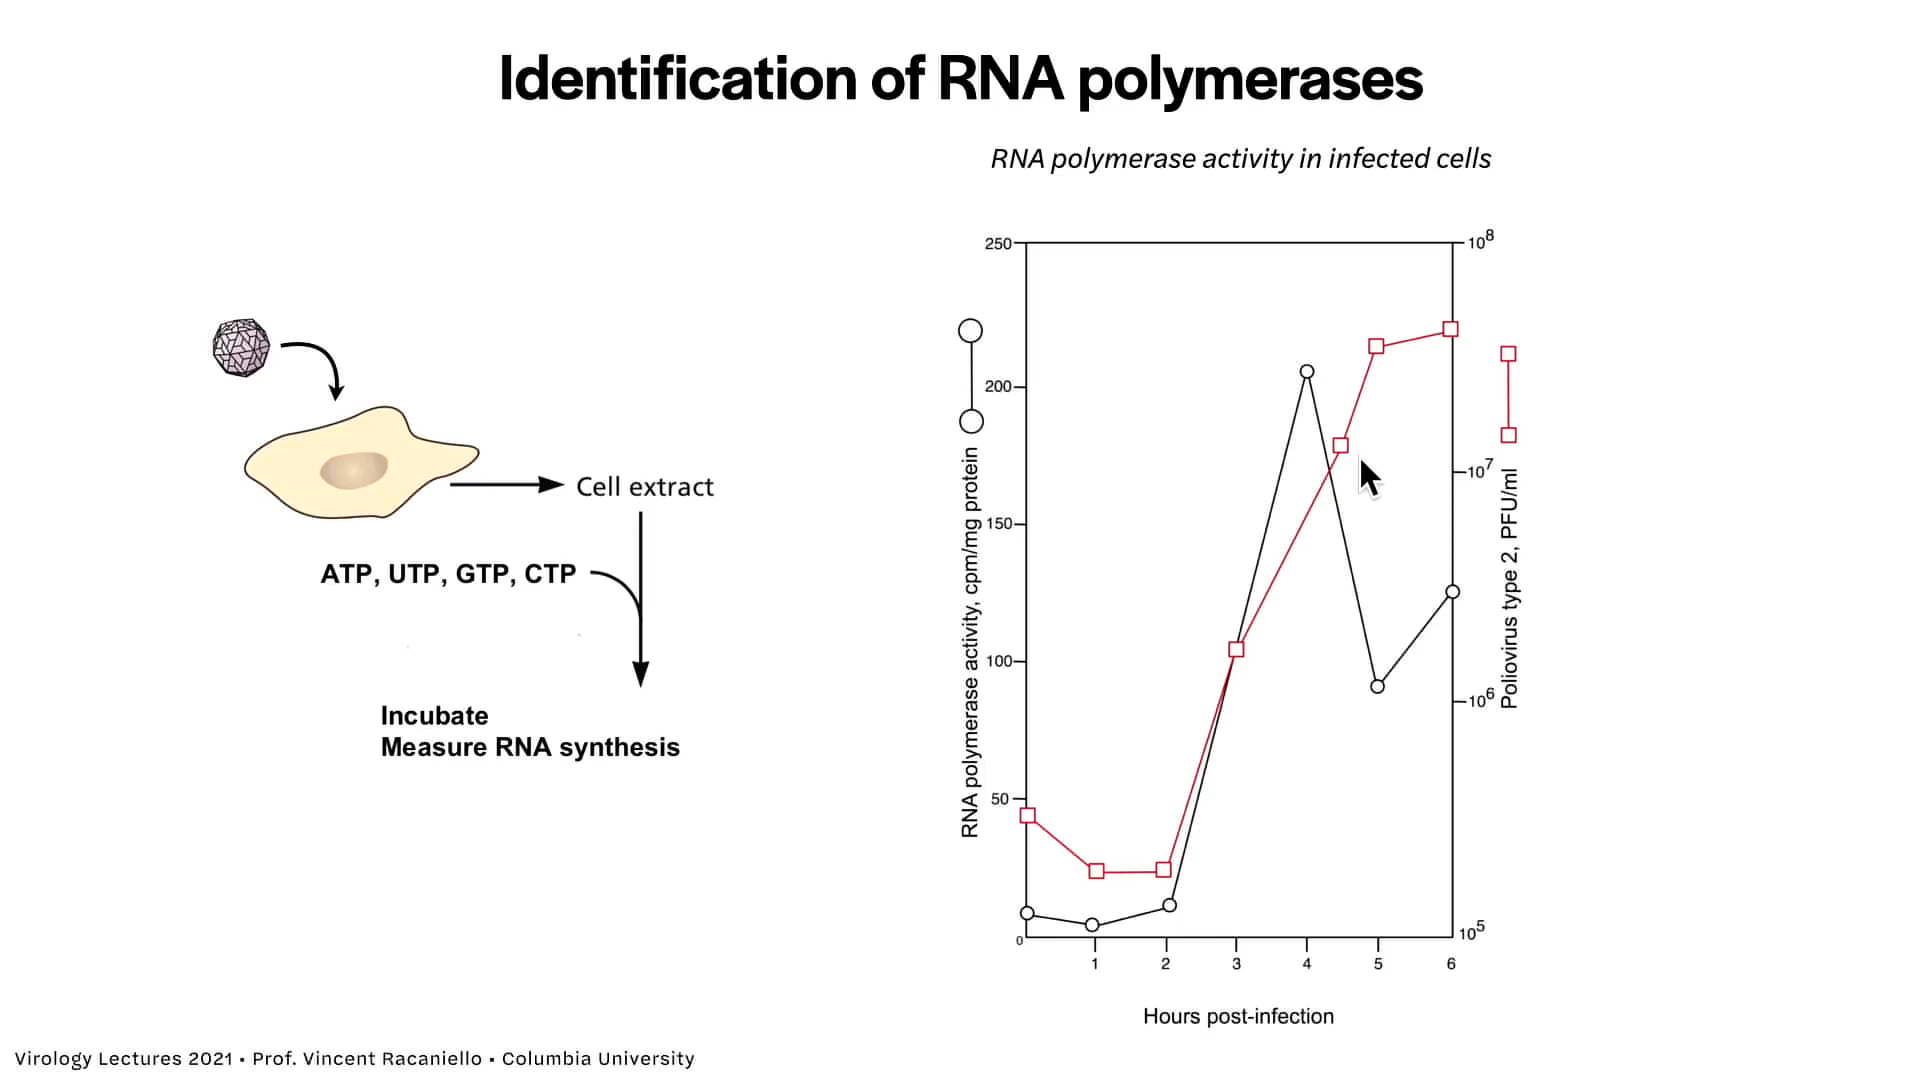 Identification of RNA polymerases
RNA polymerase activity in infected cells
Cell extract
ATP, UTP, GTP, CTP
Incubate
Measure RNA synthesis
RNA polymerase activity, cpm/mg protein
250
200
150
100
50
0
10⁸
10⁷
10⁶
10⁵
Poliovirus type 2, PFU/ml
1 2 3 4 5 6
Hours post-infection
Virology Lectures 2021 • Prof. Vincent Racaniello • Columbia University